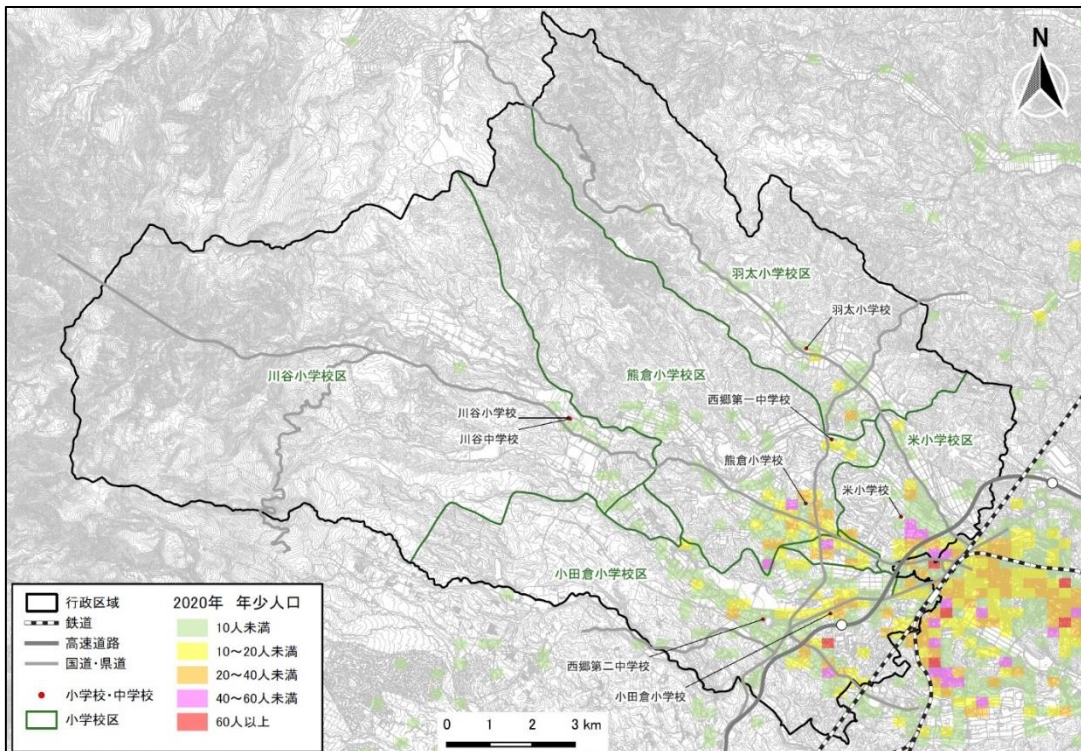 N
羽太小学校区
羽太小学校
川谷小学校区
熊倉小学校区
西郷第一中学校
川谷小学校
川谷中学校
米小学校区
熊倉小学校
米小学校
小田倉小学校区
西郷第二中学校
小田倉小学校
行政区域
鉄道
高速道路
国道・県道
小学校・中学校
小学校区
2020年 年少人口
10人未満
10～20人未満
20～40人未満
40～60人未満
60人以上
0 1 2 3 km